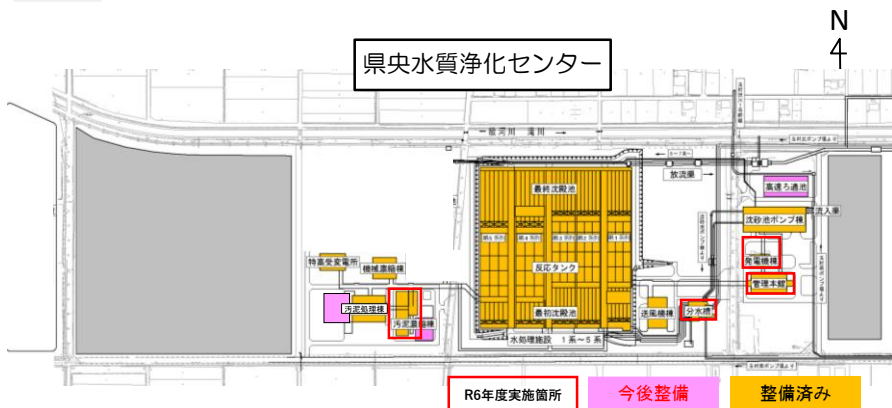 N
県央水質浄化センター
一級河川 滝川
放流渠
最終沈殿池
高速ろ過池
流入渠
沈砂池ポンプ棟
発電機棟
特高受変電所
機械濃縮棟
反応タンク
管理本館
汚泥処理棟
汚泥濃縮棟
最初沈殿池
送風機棟
分水槽
水処理施設 1系~5系
R6年度実施箇所
今後整備
整備済み